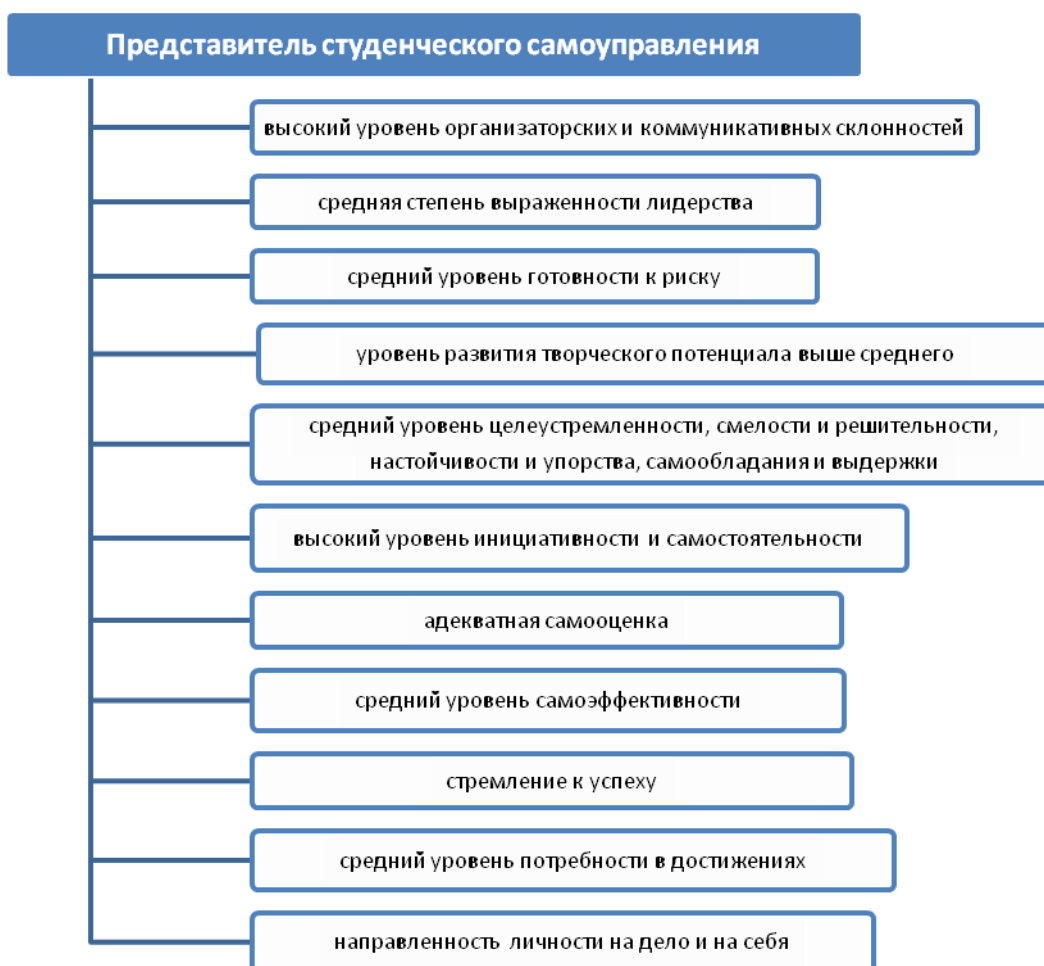 Представитель студенческого самоуправления
высокий уровень организаторских и коммуникативных склонностей
средняя степень выраженности лидерства
средний уровень готовности к риску
уровень развития творческого потенциала выше среднего
средний уровень целеустремленности, смелости и решительности,
настойчивости и упорства, самообладания и выдержки
высокий уровень инициативности и самостоятельности
адекватная самооценка
средний уровень самоэффективности
стремление к успеху
средний уровень потребности в достижениях
направленность личности на дело и на себя